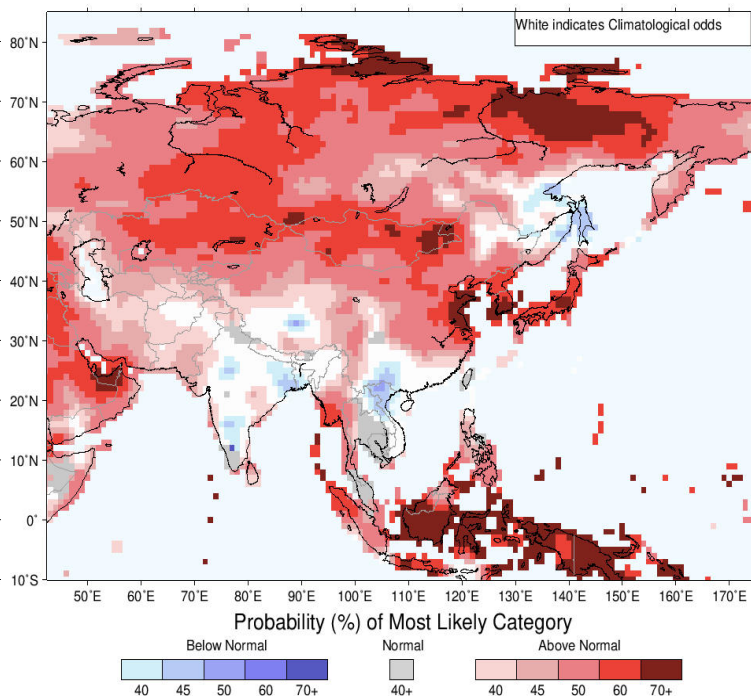 White indicates Climatological odds
80˚N
70˚N
60˚N
50˚N
40˚N
30˚N
20˚N
10˚N
0˚
10˚S
50˚E 60˚E 70˚E 80˚E 90˚E 100˚E 110˚E 120˚E 130˚E 140˚E 150˚E 160˚E 170˚E
Probability (%) of Most Likely Category
Below Normal Normal Above Normal
40 45 50 60 70+ 40+ 40 45 50 60 70+